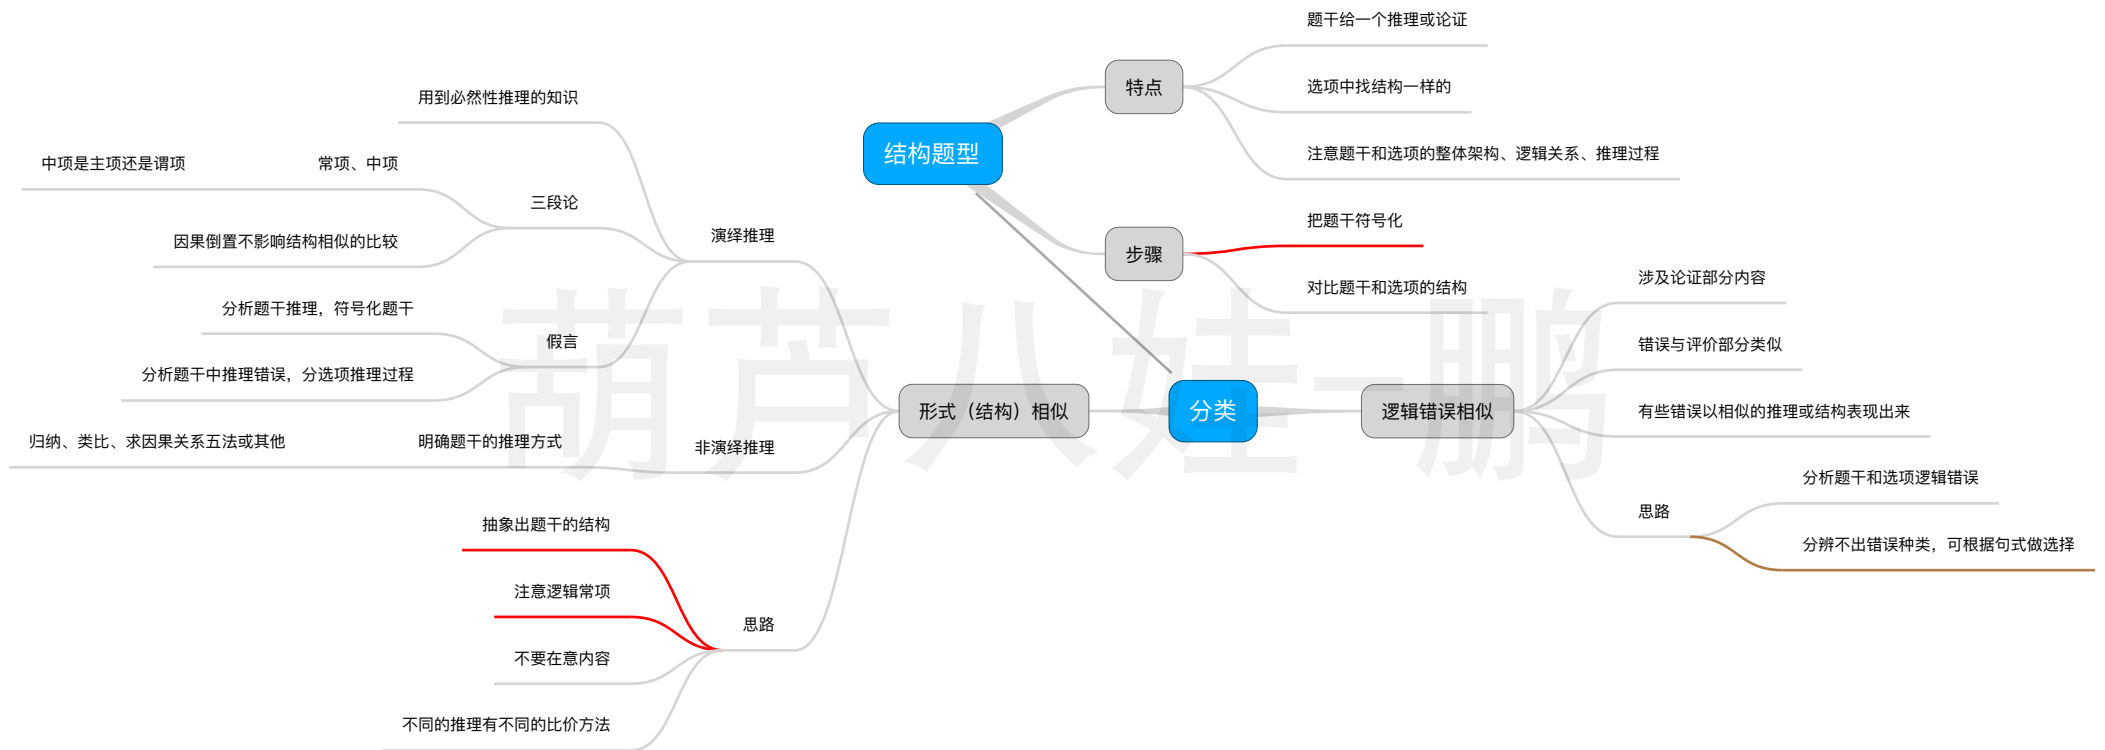 结构题型
特点
题干给一个推理或论证
选项中找结构一样的
注意题干和选项的整体架构、逻辑关系、推理过程
步骤
把题干符号化
对比题干和选项的结构
分类
形式（结构）相似
演绎推理
用到必然性推理的知识
三段论
常项、中项
中项是主项还是谓项
因果倒置不影响结构相似的比较
假言
分析题干推理，符号化题干
分析题干中推理错误，分选项推理过程
非演绎推理
明确题干的推理方式
归纳、类比、求因果关系五法或其他
思路
抽象出题干的结构
注意逻辑常项
不要在意内容
不同的推理有不同的比价方法
逻辑错误相似
涉及论证部分内容
错误与评价部分类似
有些错误以相似的推理或结构表现出来
思路
分析题干和选项逻辑错误
分辨不出错误种类，可根据句式做选择
葫芦八娃-鹏